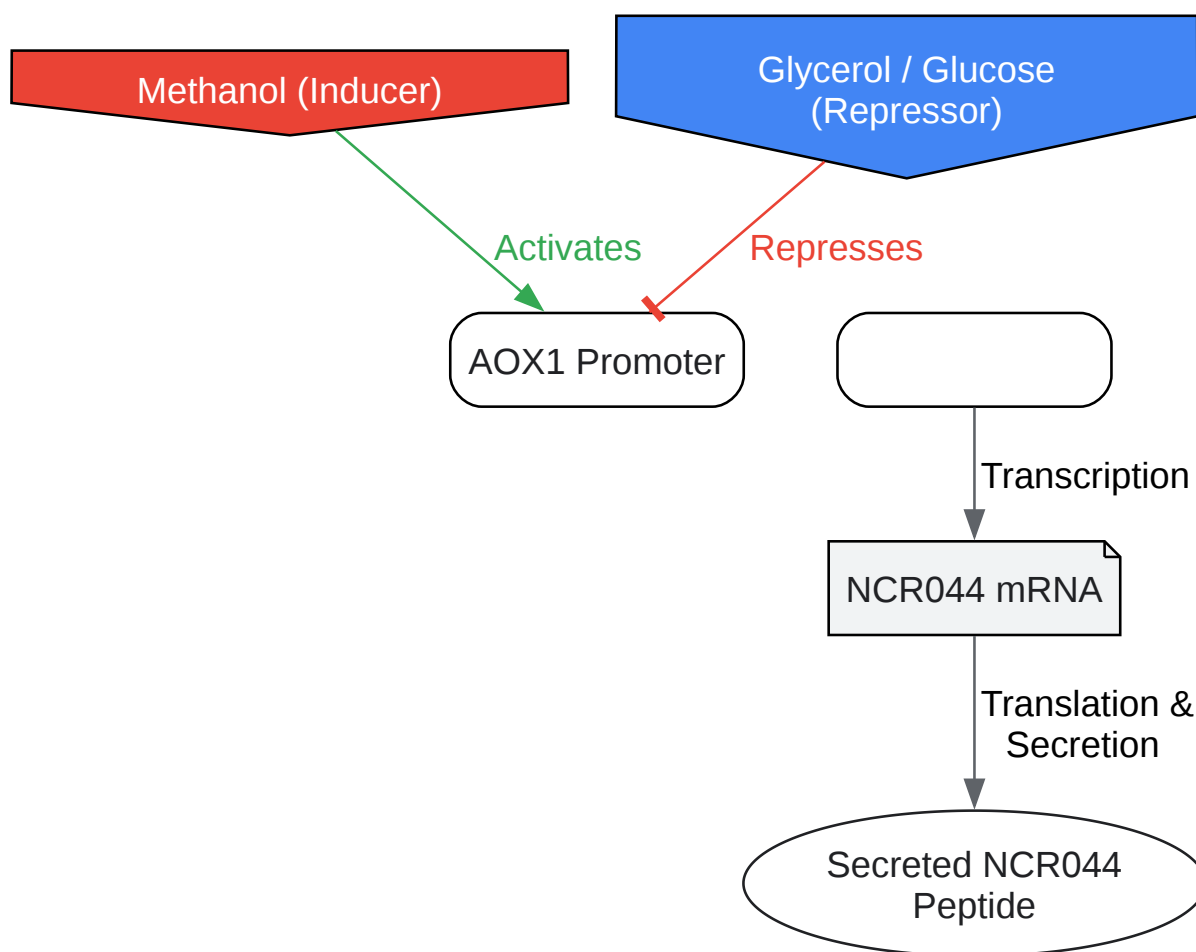 Methanol (Inducer)
Glycerol / Glucose
(Repressor)
Activates
Represses
AOX1 Promoter
Transcription
NCR044 mRNA
Translation &
Secretion
Secreted NCR044
Peptide